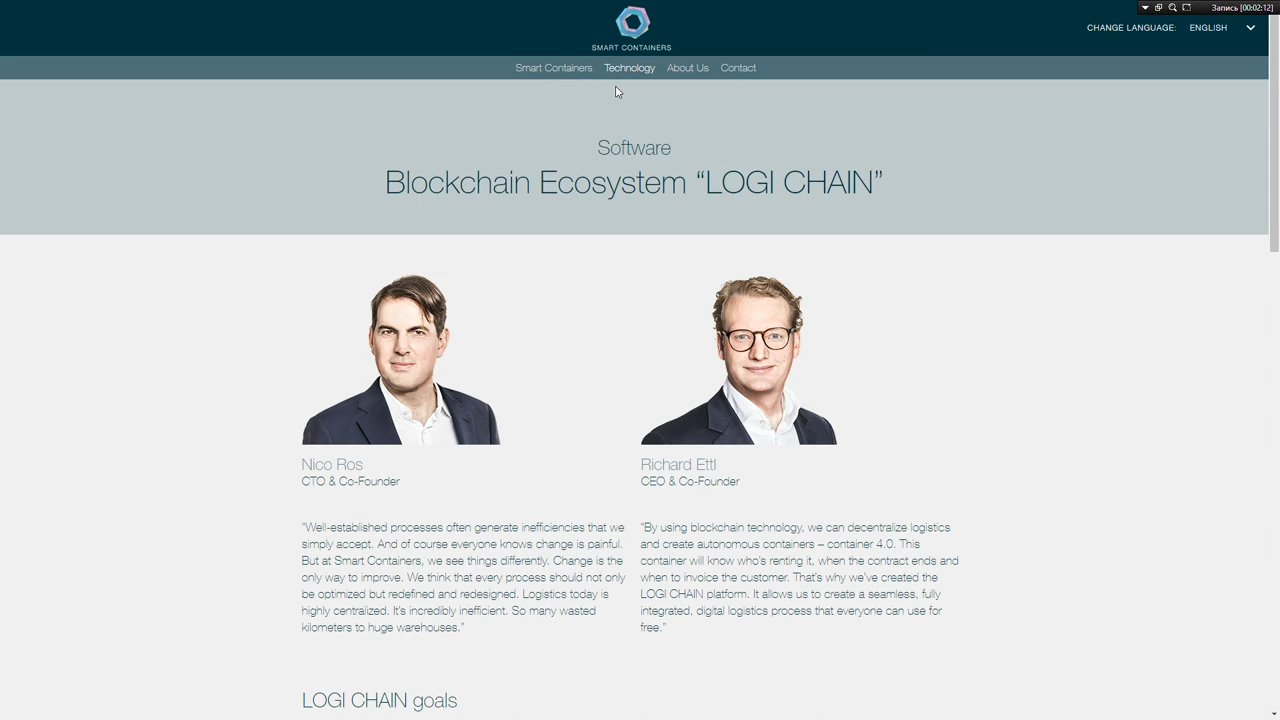 Запись [00:02:12]
CHANGE LANGUAGE: ENGLISH
SMART CONTAINERS
Smart Containers Technology About Us Contact
Software
Blockchain Ecosystem “LOGI CHAIN”
Nico Ros
CTO & Co-Founder
“Well-established processes often generate inefficiencies that we
simply accept. And of course everyone knows change is painful.
But at Smart Containers, we see things differently. Change is the
only way to improve. We think that every process should not only
be optimized but redefined and redesigned. Logistics today is
highly centralized. It’s incredibly inefficient. So many wasted
kilometers to huge warehouses.”
Richard Ettl
CEO & Co-Founder
“By using blockchain technology, we can decentralize logistics
and create autonomous containers – container 4.0. This
container will know who’s renting it, when the contract ends and
when to invoice the customer. That’s why we’ve created the
LOGI CHAIN platform. It allows us to create a seamless, fully
integrated, digital logistics process that everyone can use for
free.”
LOGI CHAIN goals